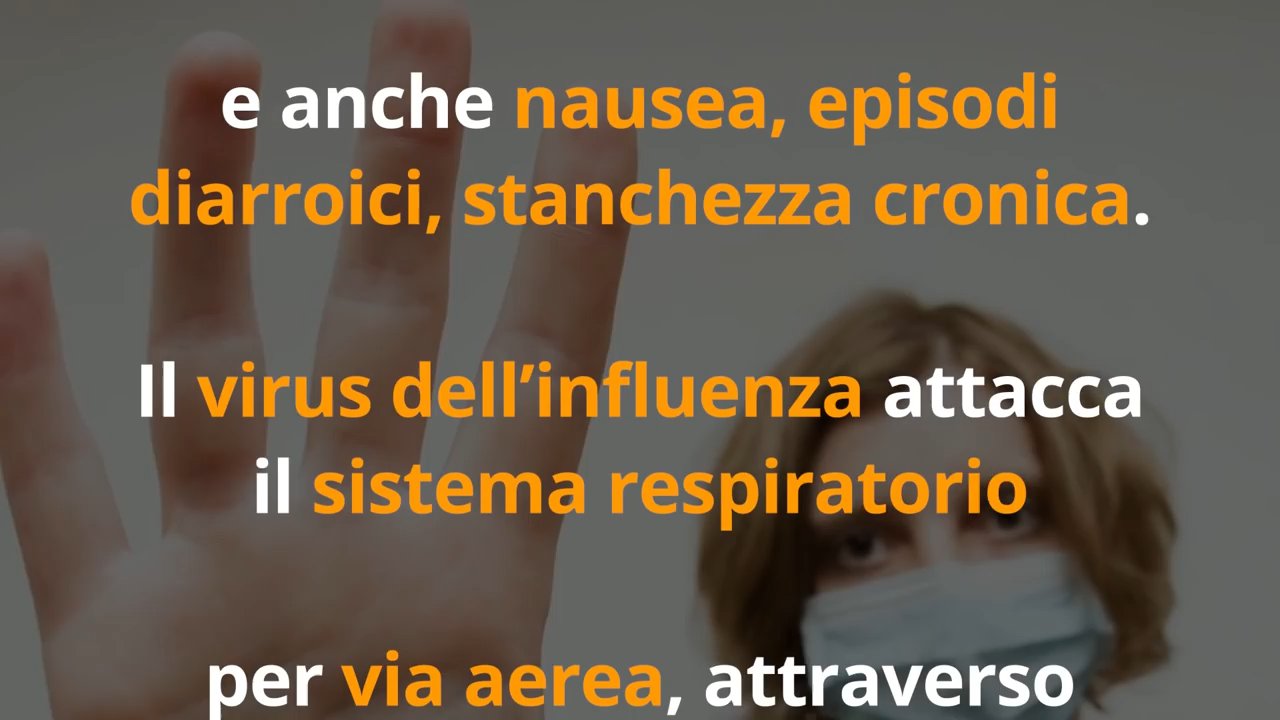 e anche nausea, episodi
diarroici, stanchezza cronica.
Il virus dell’influenza attacca
il sistema respiratorio
per via aerea, attraverso